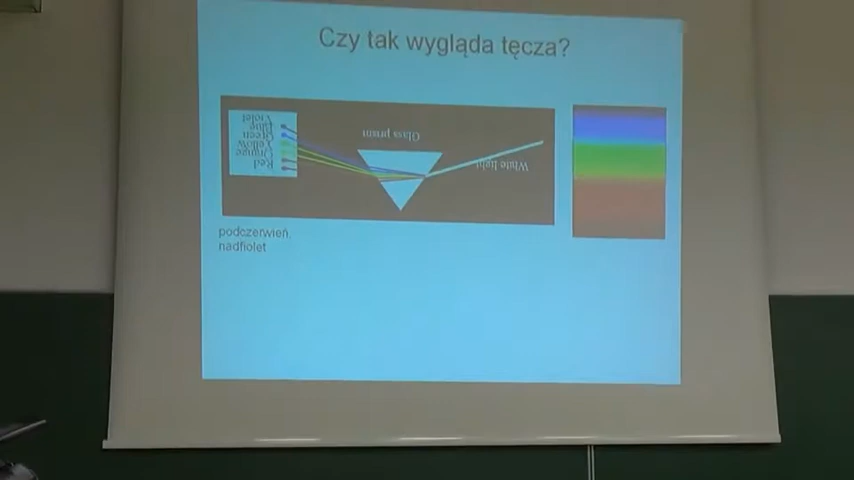 Czy tak wygląda tęcza?
Violet
Blue
Green
Yellow
Orange
Red
Glass prism
White light
podczerwień,
nadfiolet